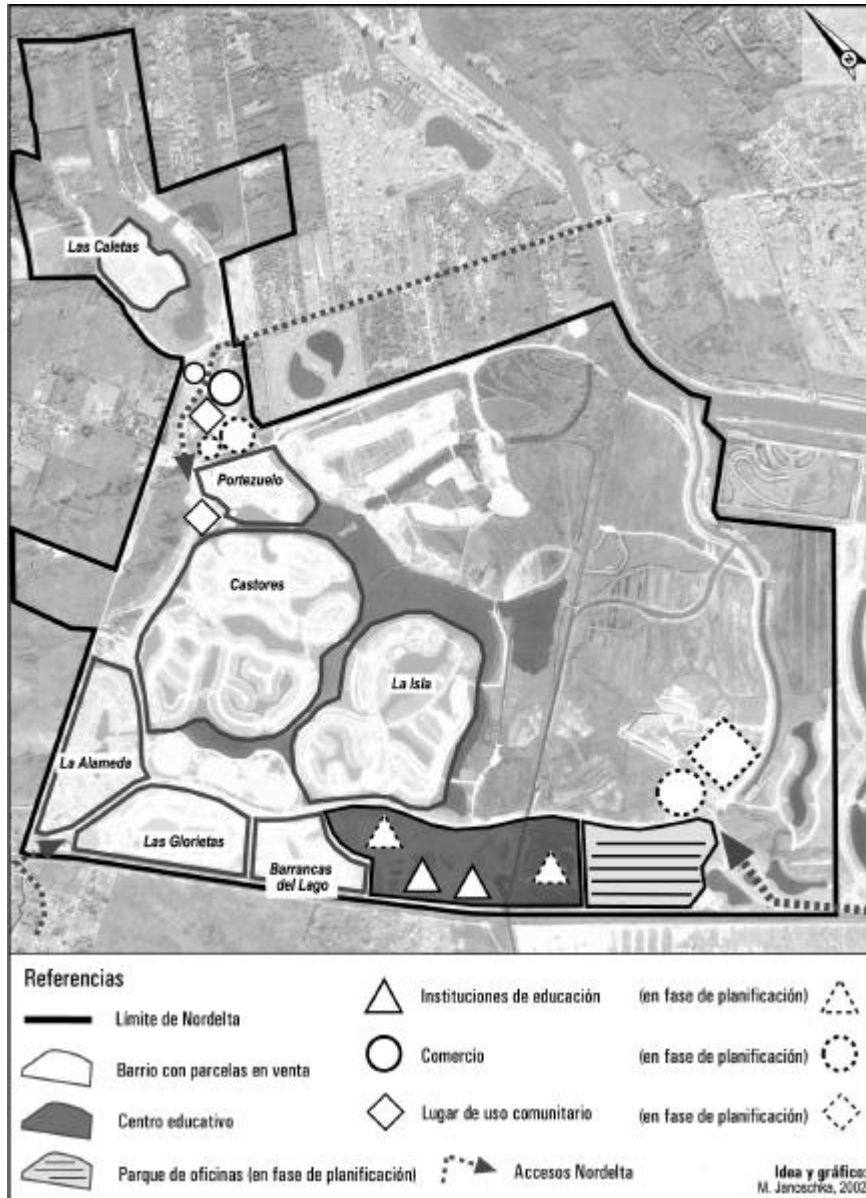 Las Caletas
Portezuelo
Castores
La Isla
La Alameda
Las Glorietas
Barrancas
del Lago
Referencias
Límite de Nordelta
Barrio con parcelas en venta
Centro educativo
Parque de oficinas (en fase de planificación)
Instituciones de educación (en fase de planificación)
Comercio (en fase de planificación)
Lugar de uso comunitario (en fase de planificación)
Accesos Nordelta
Idea y gráfico:
M. Janoschka, 2003